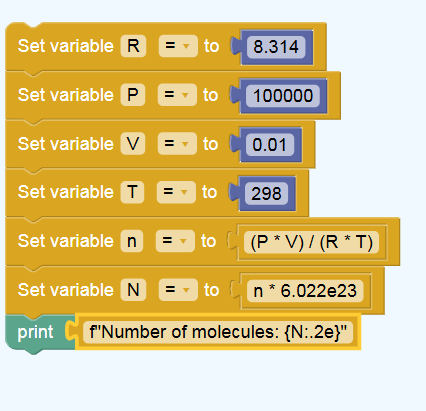 Set variable R = to 8.314
Set variable P = to 100000
Set variable V = to 0.01
Set variable T = to 298
Set variable n = to (P * V) / (R * T)
Set variable N = to n * 6.022e23
print f"Number of molecules: {N:.2e}"